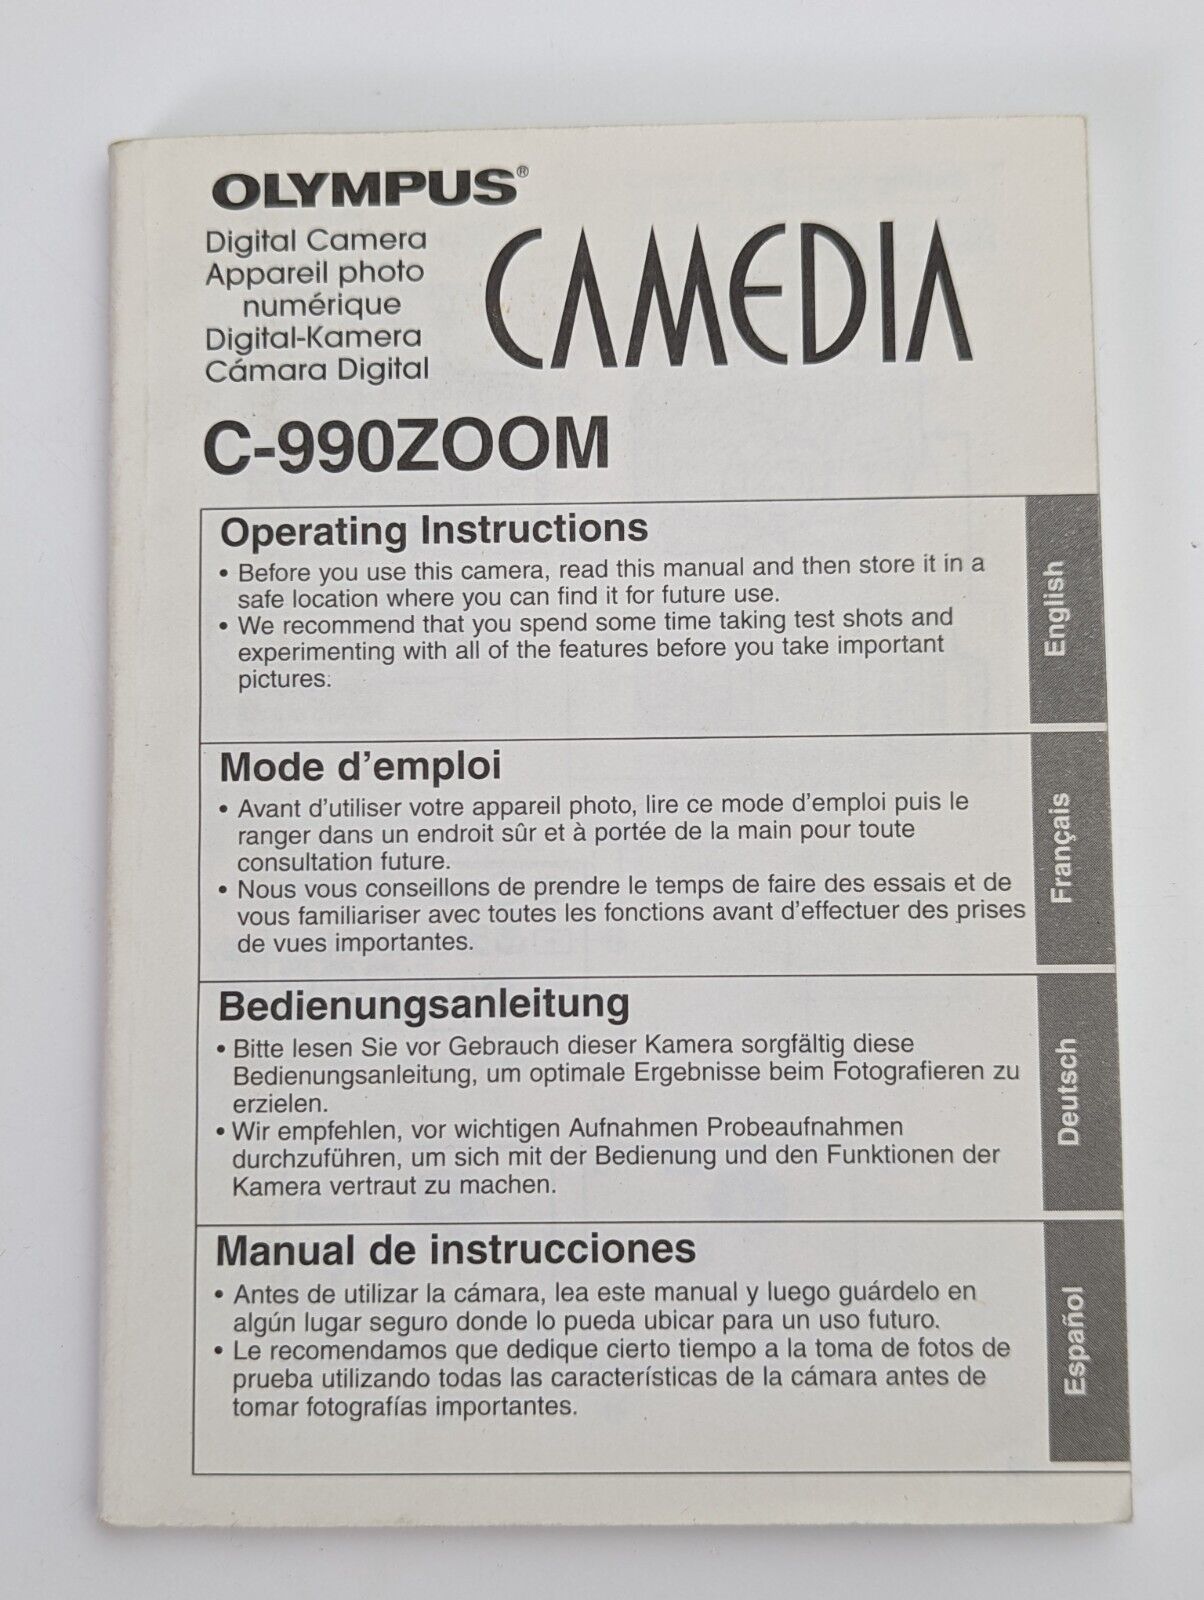 OLYMPUS®
Digital Camera
Appareil photo
numérique
Digital-Kamera
Cámara Digital
CAMEDIA
C-990ZOOM
Operating Instructions
• Before you use this camera, read this manual and then store it in a
safe location where you can find it for future use.
• We recommend that you spend some time taking test shots and
experimenting with all of the features before you take important
pictures.
English
Mode d'emploi
• Avant d'utiliser votre appareil photo, lire ce mode d'emploi puis le
ranger dans un endroit sûr et à portée de la main pour toute
consultation future.
• Nous vous conseillons de prendre le temps de faire des essais et de
vous familiariser avec toutes les fonctions avant d'effectuer des prises
de vues importantes.
Français
Bedienungsanleitung
• Bitte lesen Sie vor Gebrauch dieser Kamera sorgfältig diese
Bedienungsanleitung, um optimale Ergebnisse beim Fotografieren zu
erzielen.
• Wir empfehlen, vor wichtigen Aufnahmen Probeaufnahmen
durchzuführen, um sich mit der Bedienung und den Funktionen der
Kamera vertraut zu machen.
Deutsch
Manual de instrucciones
• Antes de utilizar la cámara, lea este manual y luego guárdelo en
algún lugar seguro donde lo pueda ubicar para un uso futuro.
• Le recomendamos que dedique cierto tiempo a la toma de fotos de
prueba utilizando todas las características de la cámara antes de
tomar fotografías importantes.
Español